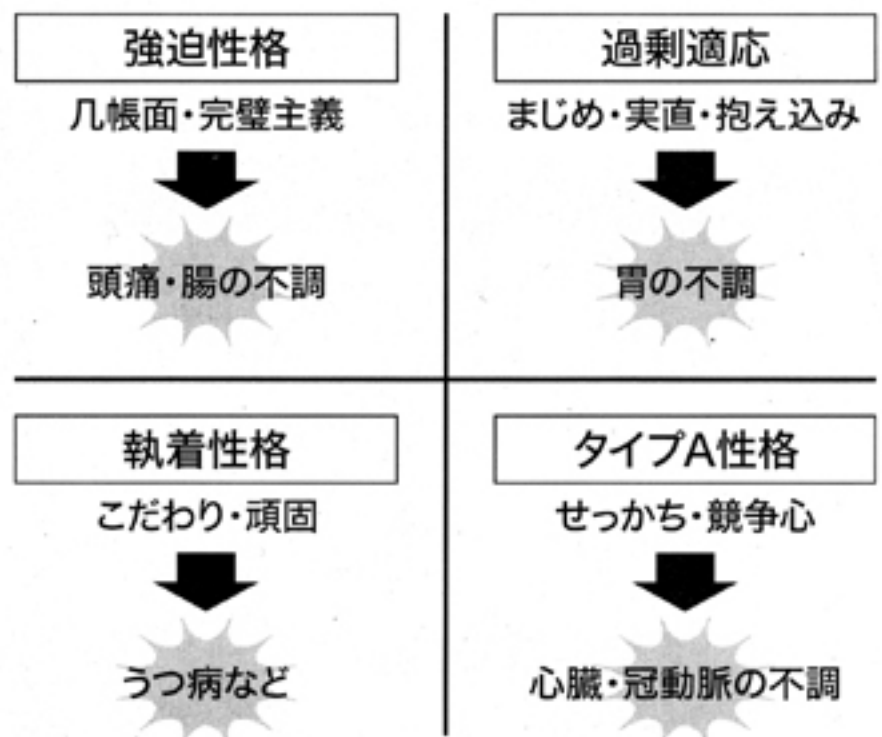 強迫性格
几帳面・完璧主義
頭痛・腸の不調
過剰適応
まじめ・実直・抱え込み
胃の不調
執着性格
こだわり・頑固
うつ病など
タイプA性格
せっかち・競争心
心臓・冠動脈の不調